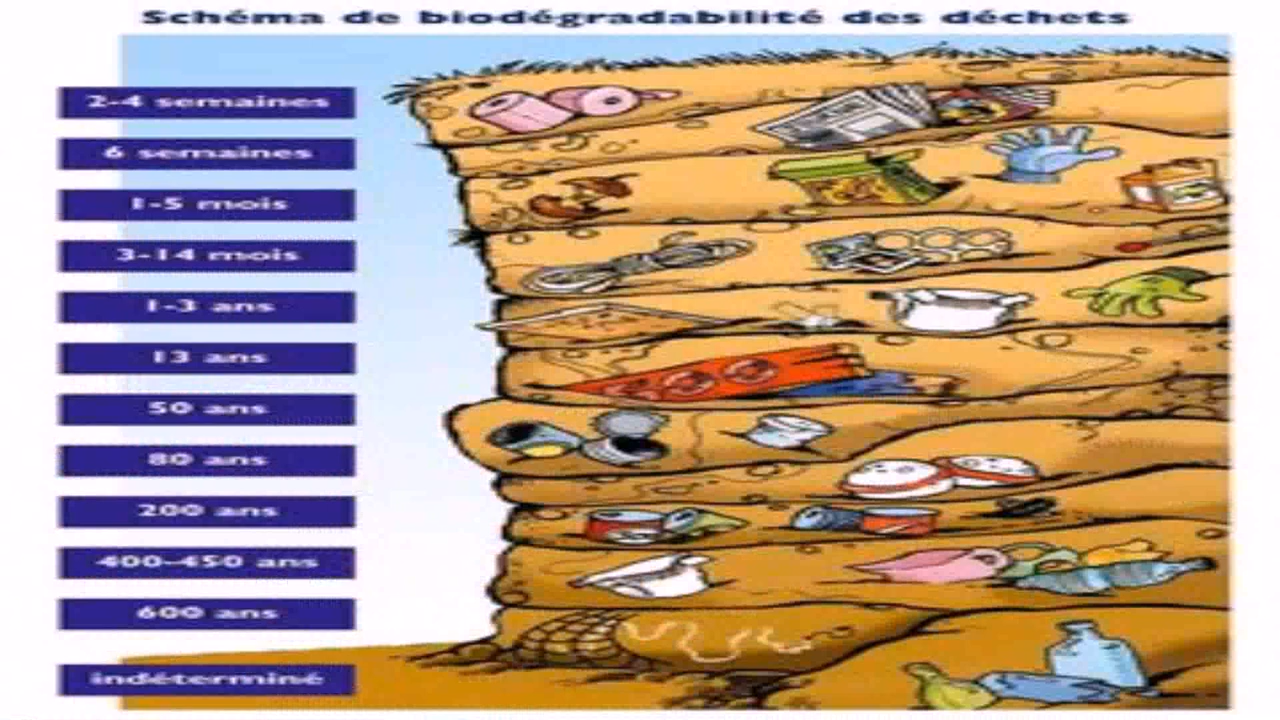 Schéma de biodégradabilité des déchets
2-4 semaines
6 semaines
1-5 mois
3-14 mois
1-3 ans
13 ans
50 ans
80 ans
200 ans
400-450 ans
600 ans
indéterminé